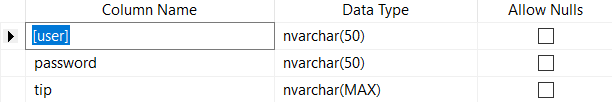 Column Name Data Type Allow Nulls
[user] nvarchar(50)
password nvarchar(50)
tip nvarchar(MAX)